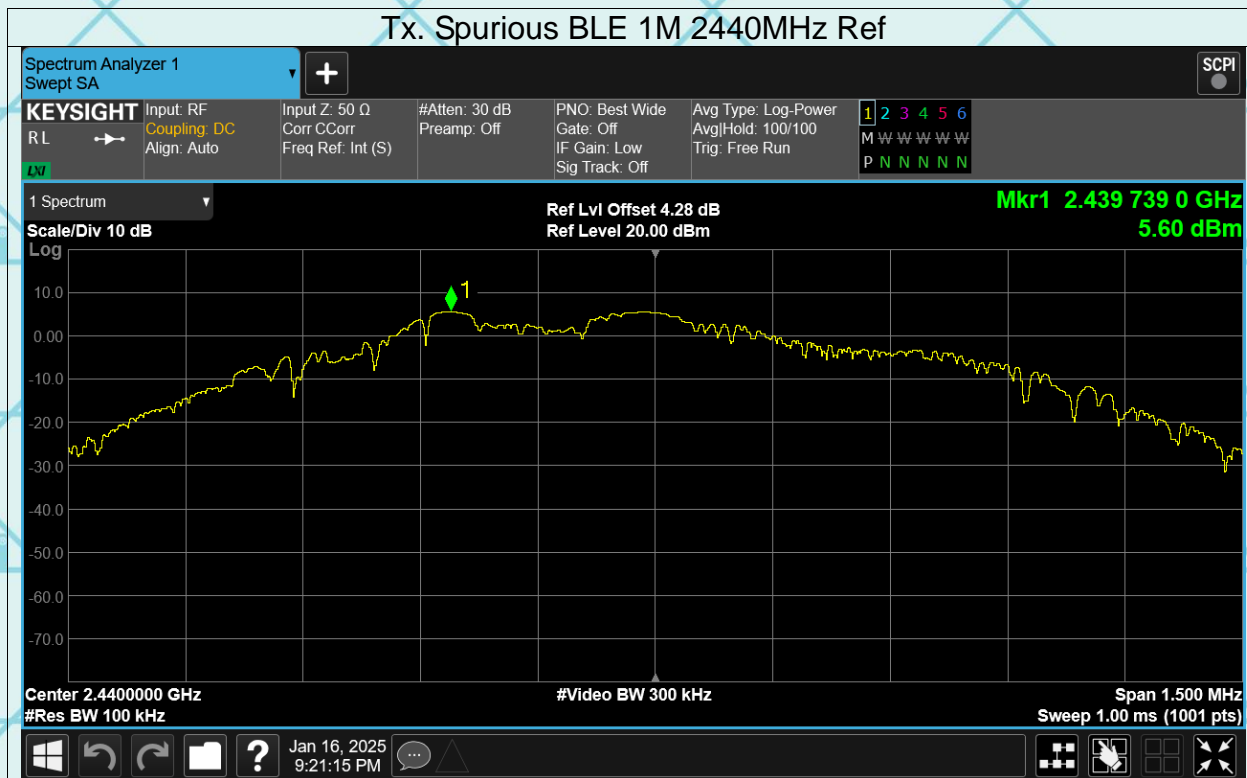 Tx. Spurious BLE 1M 2440MHz Ref
Spectrum Analyzer 1
Swept SA
▼
+
SCPI
KEYSIGHT
RL
LXI
Input: RF
Coupling: DC
Align: Auto
Input Z: 50 Ω
Corr CCorr
Freq Ref: Int (S)
#Atten: 30 dB
Preamp: Off
PNO: Best Wide
Gate: Off
IF Gain: Low
Sig Track: Off
Avg Type: Log-Power
Avg|Hold: 100/100
Trig: Free Run
1 2 3 4 5 6
M W W W W W W
P N N N N N N
1 Spectrum ▼
Scale/Div 10 dB
Ref Lvl Offset 4.28 dB
Ref Level 20.00 dBm
Mkr1 2.439 739 0 GHz
5.60 dBm
Log
1
10.0
0.00
-10.0
-20.0
-30.0
-40.0
-50.0
-60.0
-70.0
Center 2.4400000 GHz
#Res BW 100 kHz
#Video BW 300 kHz
Span 1.500 MHz
Sweep 1.00 ms (1001 pts)
?
Jan 16, 2025
9:21:15 PM